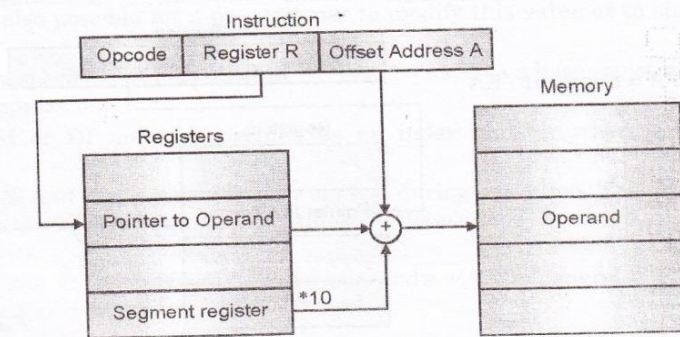 Instruction
Opcode Register R Offset Address A
Memory
Registers
Pointer to Operand
+
Operand
*10
Segment register